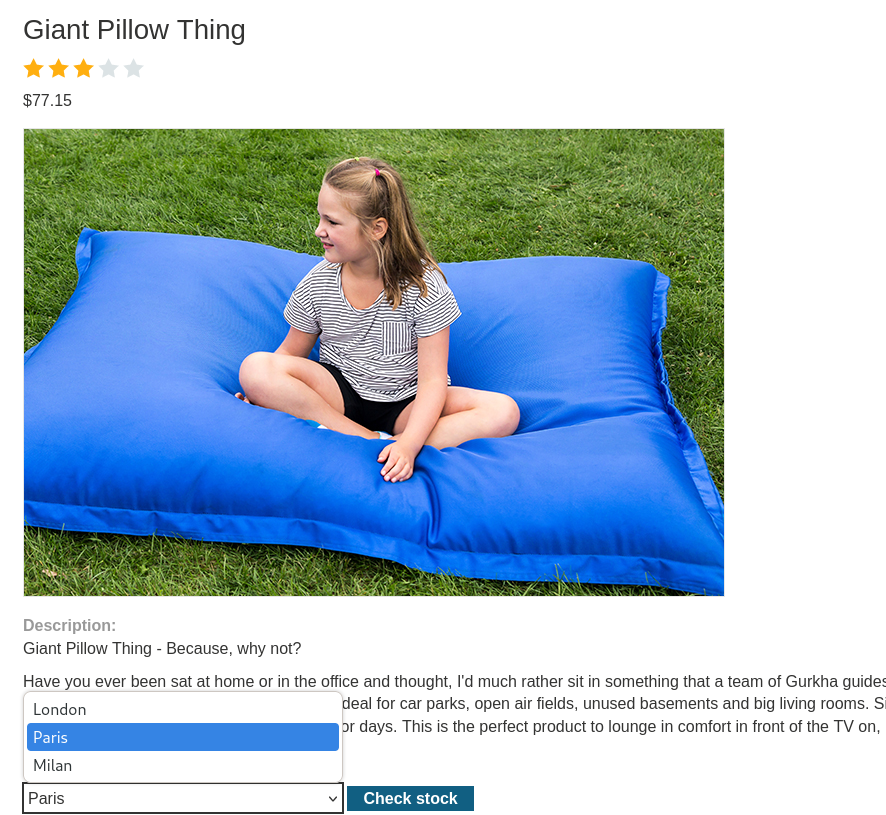 Giant Pillow Thing
$77.15
Description:
Giant Pillow Thing - Because, why not?
Have you ever been sat at home or in the office and thought, I'd much rather sit in something that a team of Gurkha guides
deal for car parks, open air fields, unused basements and big living rooms.
or days. This is the perfect product to lounge in comfort in front of the TV on,
London
Paris
Milan
Paris
Check stock